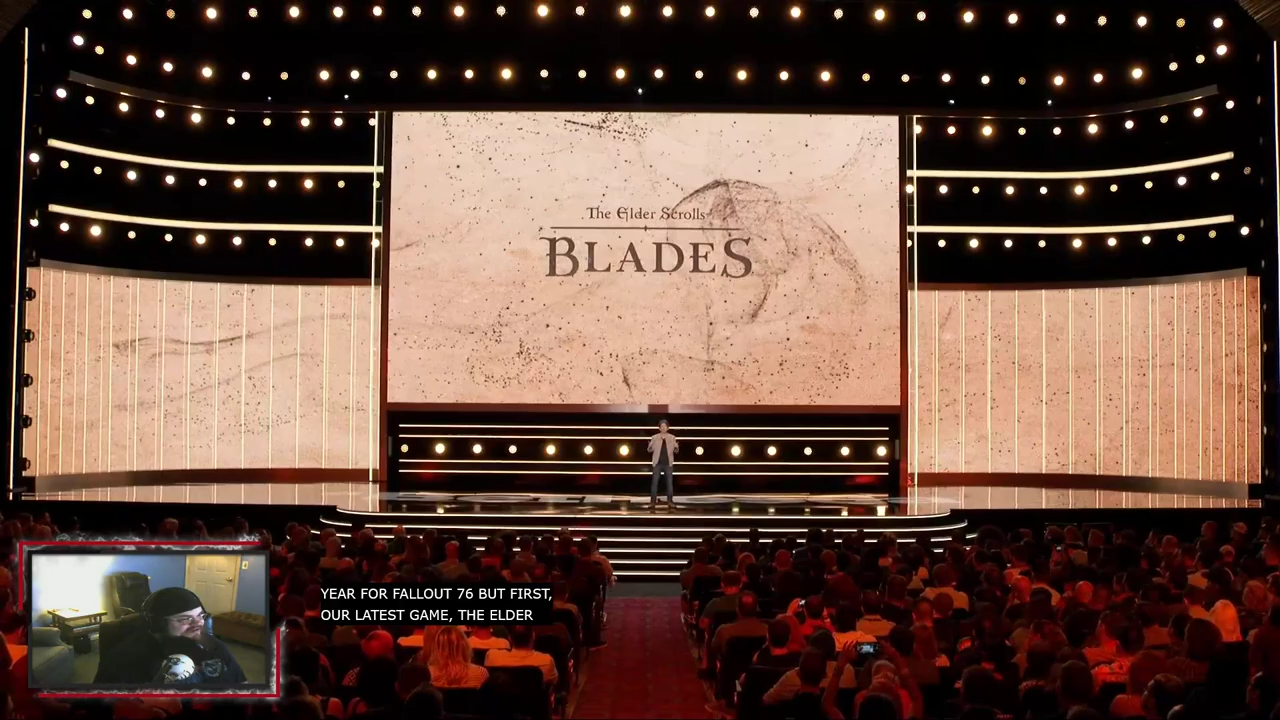 The Elder Scrolls
BLADES
YEAR FOR FALLOUT 76 BUT FIRST,
OUR LATEST GAME, THE ELDER